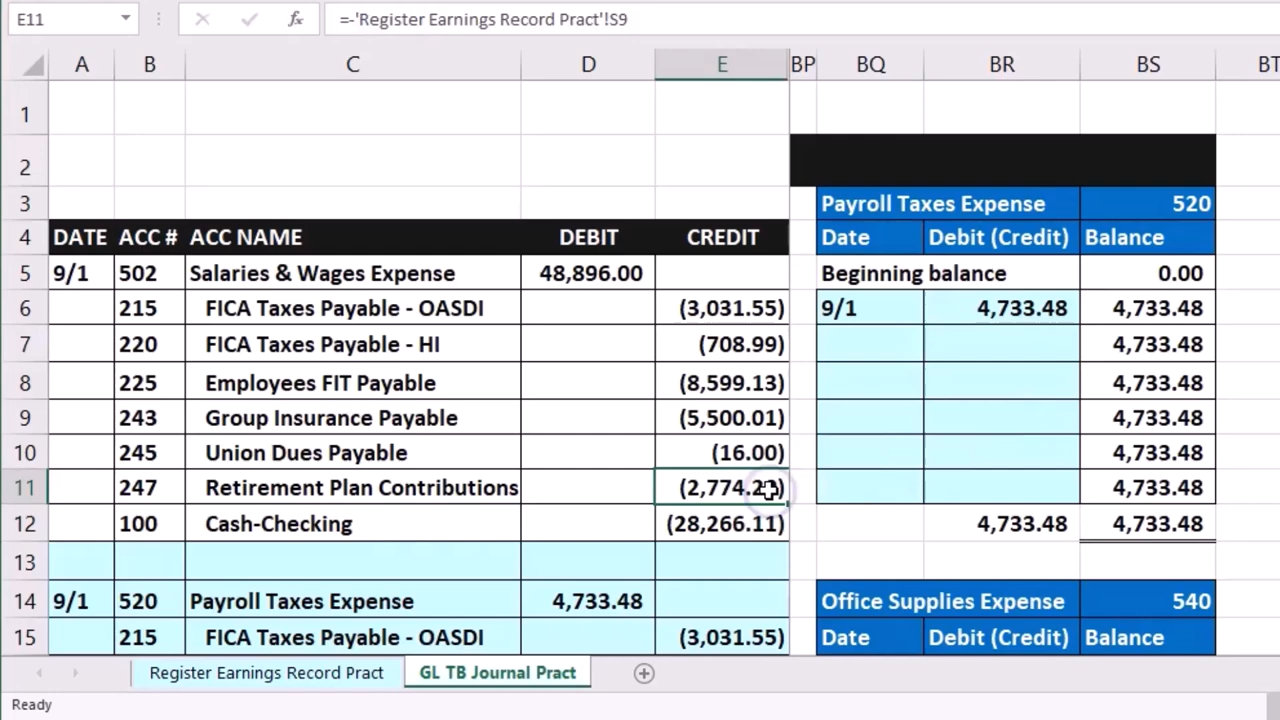 E11 fx =-'Register Earnings Record Pract'!S9
A B C D E BP BQ BR BS BT
1
2
3 Payroll Taxes Expense 520
4 DATE ACC # ACC NAME DEBIT CREDIT Date Debit (Credit) Balance
5 9/1 502 Salaries & Wages Expense 48,896.00 Beginning balance 0.00
6 215 FICA Taxes Payable - OASDI (3,031.55) 9/1 4,733.48 4,733.48
7 220 FICA Taxes Payable - HI (708.99) 4,733.48
8 225 Employees FIT Payable (8,599.13) 4,733.48
9 243 Group Insurance Payable (5,500.01) 4,733.48
10 245 Union Dues Payable (16.00) 4,733.48
11 247 Retirement Plan Contributions 4,733.48
12 100 Cash-Checking (28,266.11) 4,733.48 4,733.48
13
14 9/1 520 Payroll Taxes Expense 4,733.48 Office Supplies Expense 540
15 215 FICA Taxes Payable - OASDI (3,031.55) Date Debit (Credit) Balance
Register Earnings Record Pract GL TB Journal Pract
Ready